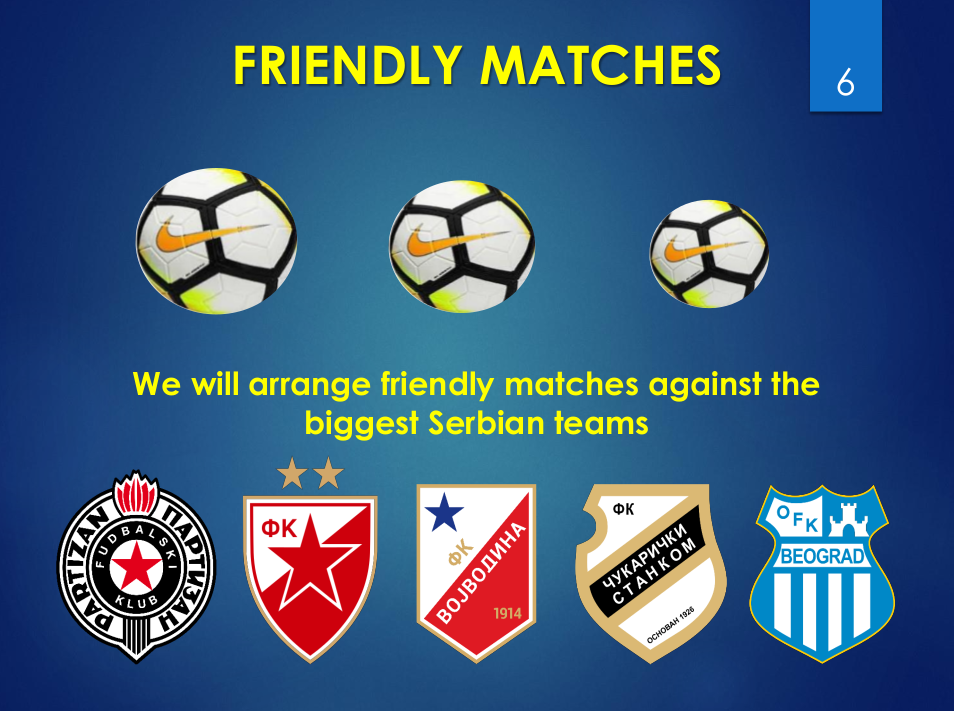 FRIENDLY MATCHES
6
We will arrange friendly matches against the
biggest Serbian teams
PARTIZAN ПАРТИЗАН
FUDBALSKI
KLUB
ФК
ФК
ВОЈВОДИНА
1914
ФК
ЧУКАРИЧКИ
СТАНКОМ
ОСНОВАН 1926
OFK
BEOGRAD